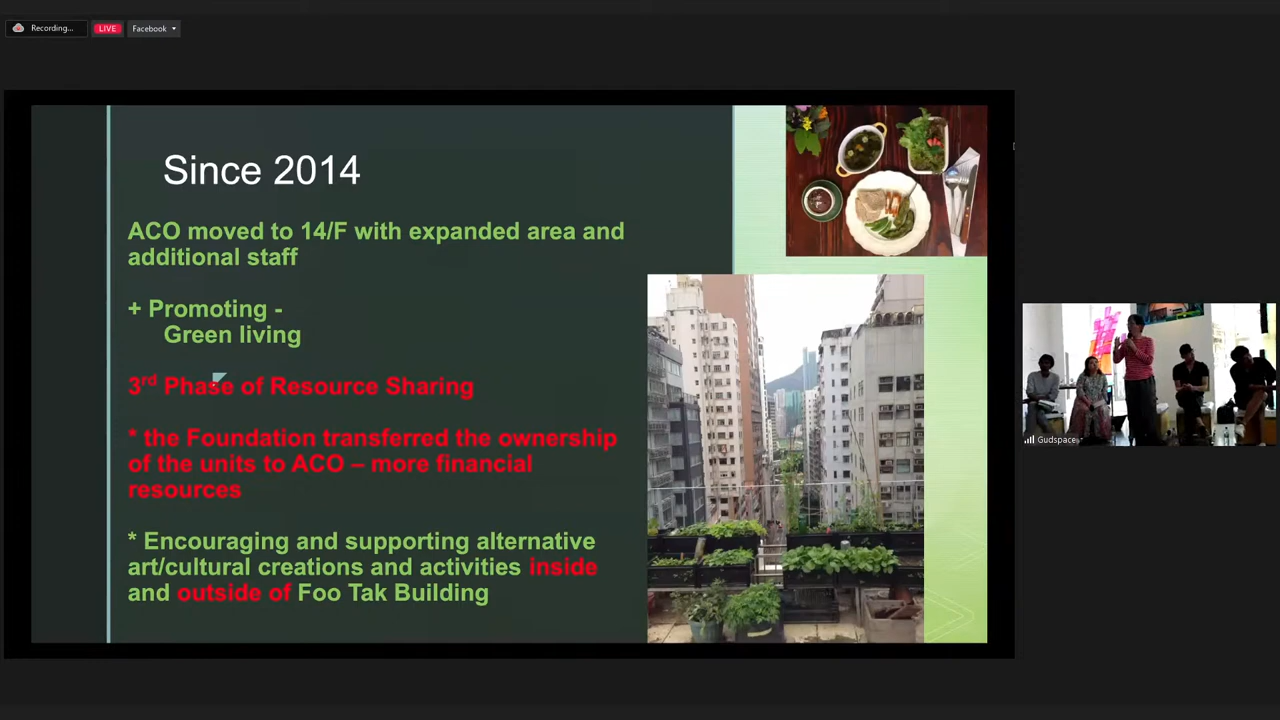 Recording...
LIVE
Facebook
Since 2014
ACO moved to 14/F with expanded area and
additional staff
+ Promoting -
Green living
3rd Phase of Resource Sharing
* the Foundation transferred the ownership
of the units to ACO – more financial
resources
* Encouraging and supporting alternative
art/cultural creations and activities inside
and outside of Foo Tak Building
Gudspace